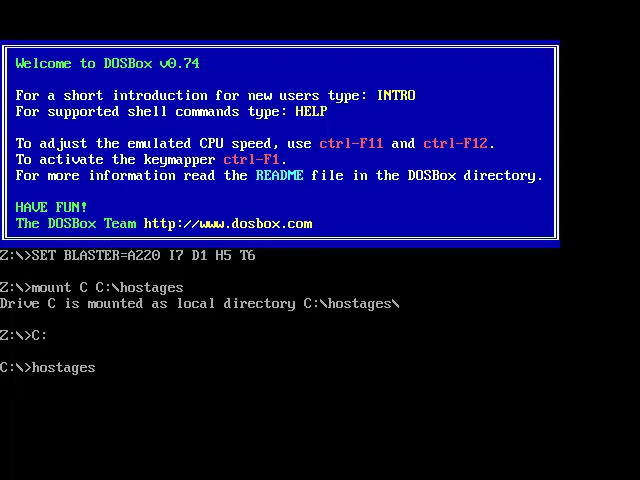 Welcome to DOSBox v0.74
For a short introduction for new users type: INTRO
For supported shell commands type: HELP
To adjust the emulated CPU speed, use ctrl-F11 and ctrl-F12.
To activate the keymapper ctrl-F1.
For more information read the README file in the DOSBox directory.
HAVE FUN!
The DOSBox Team http://www.dosbox.com
Z:\>SET BLASTER=A220 I7 D1 H5 T6
Z:\>mount C C:\hostages
Drive C is mounted as local directory C:\hostages\
Z:\>C:
C:\>hostages